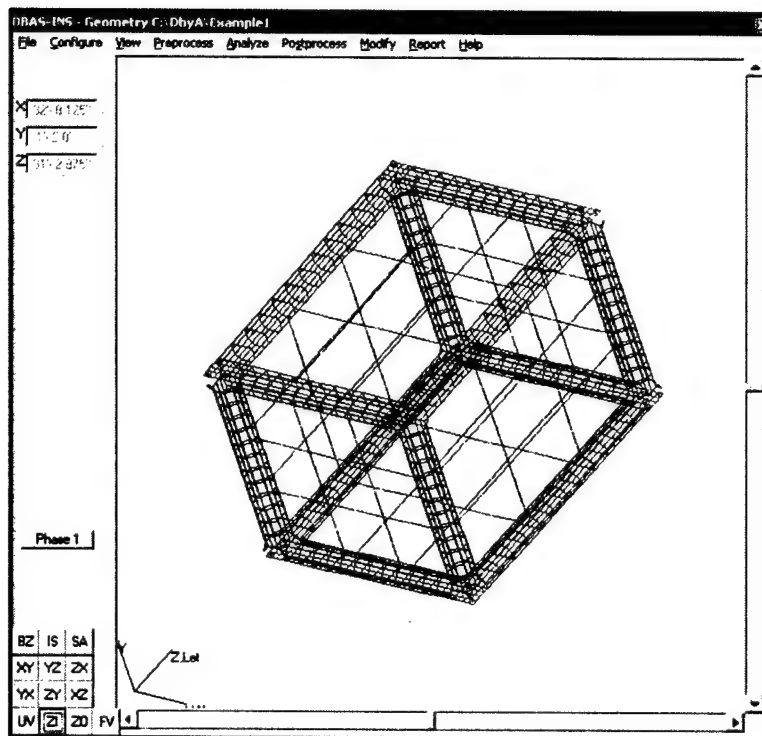 DBAS-INS - Geometry C:\DbyA\Example1
File Configure View Preprocess Analyze Postprocess Modify Report Help
X
Y
Z
Phase 1
BZ IS SA
XY YZ ZX
YX ZY XZ
UV ZI ZO FV
Y
Z,Lat